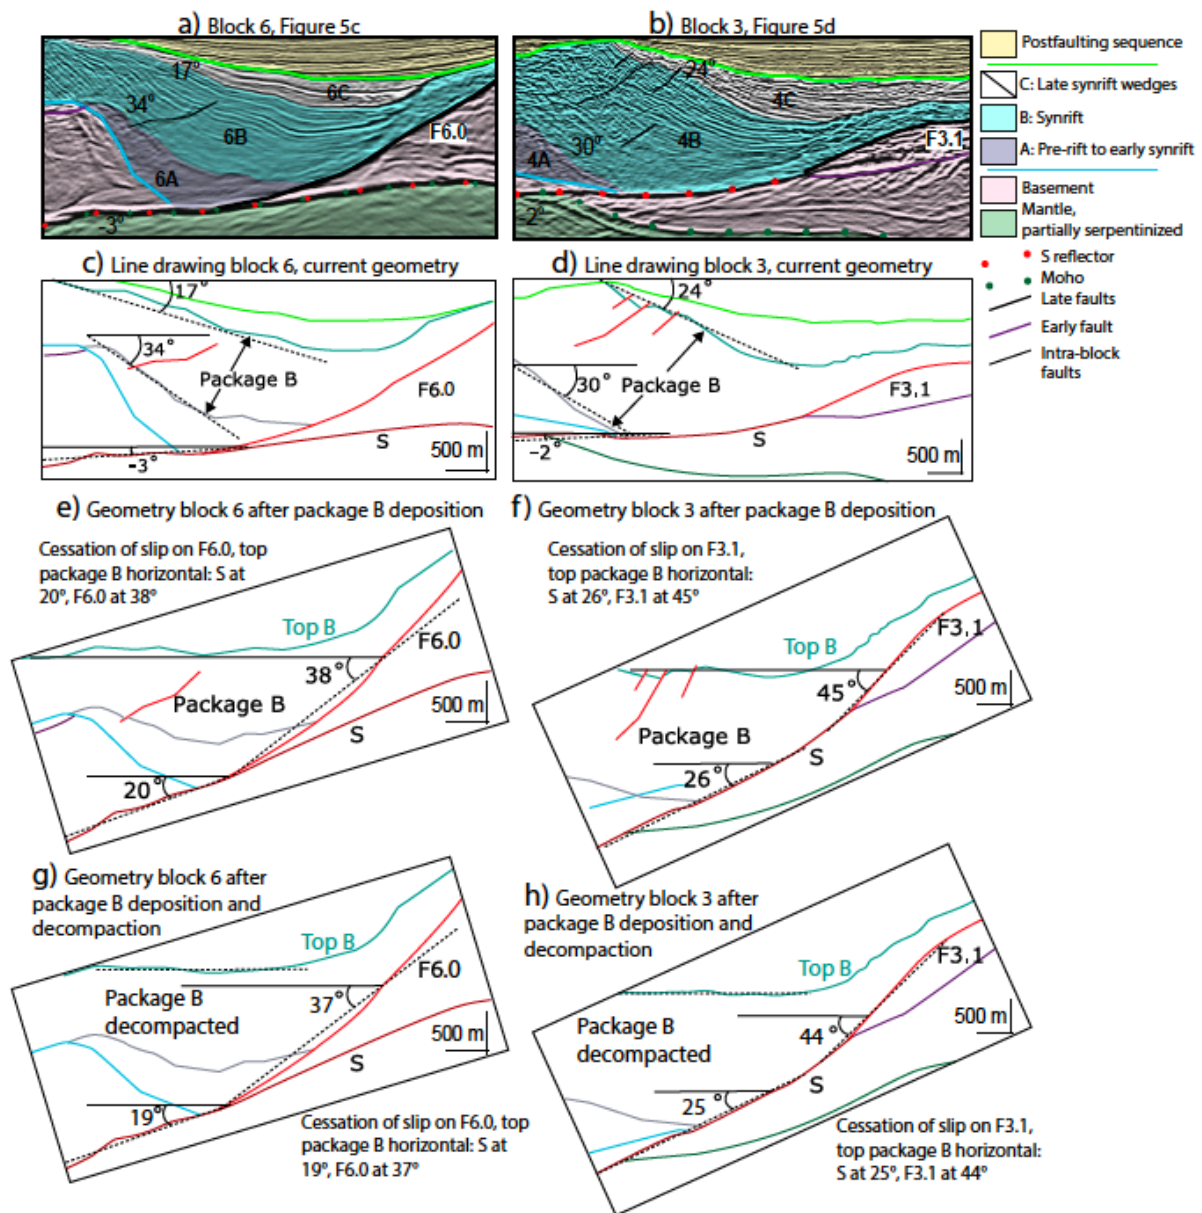 a) Block 6, Figure 5c
17°
34°
6C
6B
6A
F6.0
-3°
b) Block 3, Figure 5d
24°
4C
30°
4B
4A
F3.1
-2°
Postfaulting sequence
C: Late synrift wedges
B: Synrift
A: Pre-rift to early synrift
Basement
Mantle,
partially serpentinized
S reflector
Moho
Late faults
Early fault
Intra-block
faults
c) Line drawing block 6, current geometry
17°
34°
Package B
F6.0
S
-3°
500 m
d) Line drawing block 3, current geometry
24°
30°
Package B
F3,1
S
-2°
500 m
e) Geometry block 6 after package B deposition
Cessation of slip on F6.0, top
package B horizontal: S at
20°, F6.0 at 38°
Top B
F6.0
38°
Package B
500 m
S
20°
f) Geometry block 3 after package B deposition
Cessation of slip on F3.1,
top package B horizontal:
S at 26°, F3.1 at 45°
Top B
F3,1
45°
500 m
Package B
S
26°
g) Geometry block 6 after
package B deposition and
decompaction
Top B
F6.0
Package B
decompacted
37°
500 m
S
19°
Cessation of slip on F6.0, top
package B horizontal: S at
19°, F6.0 at 37°
h) Geometry block 3 after
package B deposition and
decompaction
Top B
F3,1
Package B
decompacted
44°
500 m
S
25°
Cessation of slip on F3.1,
top package B horizontal:
S at 25°, F3.1 at 44°